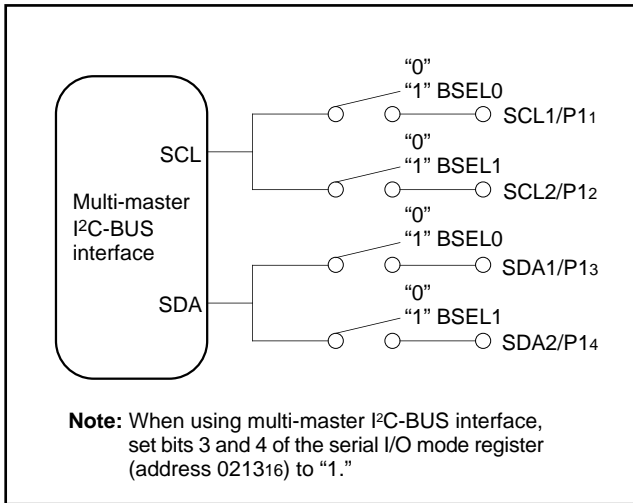 "0"
"1" BSEL0
SCL1/P11
SCL
"0"
"1" BSEL1
SCL2/P12
Multi-master
I2C-BUS
interface
"0"
"1" BSEL0
SDA1/P13
SDA
"0"
"1" BSEL1
SDA2/P14
Note: When using multi-master I2C-BUS interface,
set bits 3 and 4 of the serial I/O mode register
(address 021316) to "1."